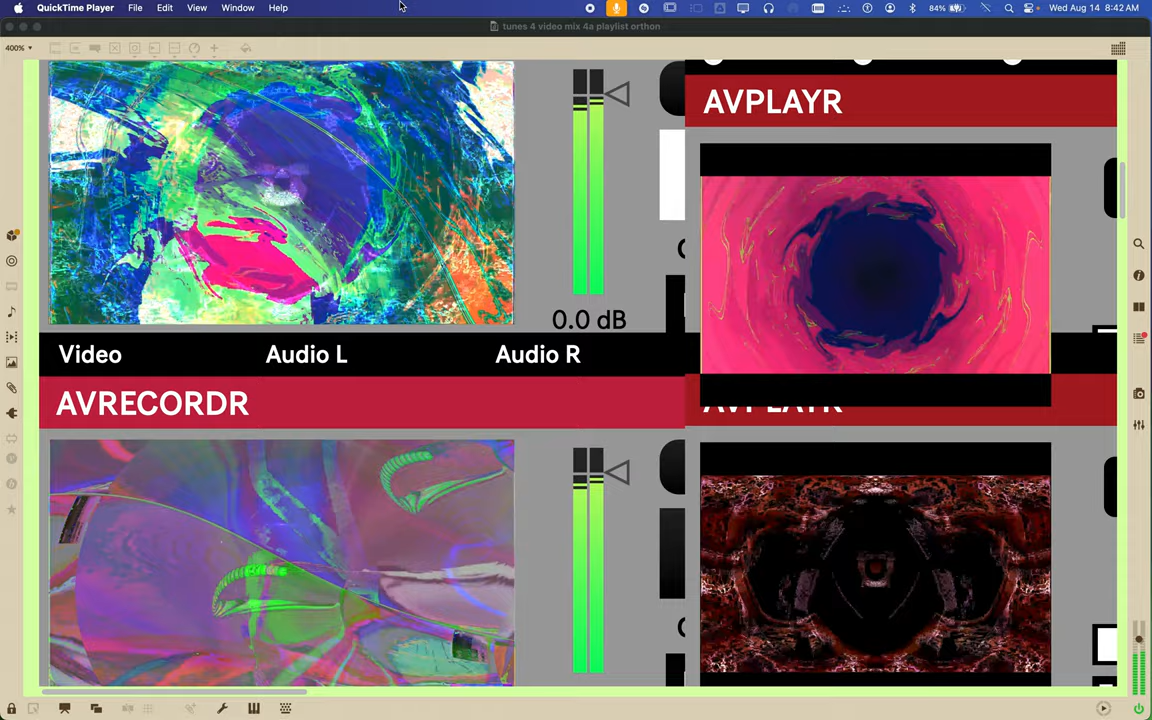 QuickTime Player File Edit View Window Help 84% Wed Aug 14 8:42 AM
tunes 4 video mix 4a playlist orthon
400%
AVPLAYR
0.0 dB
Video Audio L Audio R
AVRECORDR
AVPLAYR